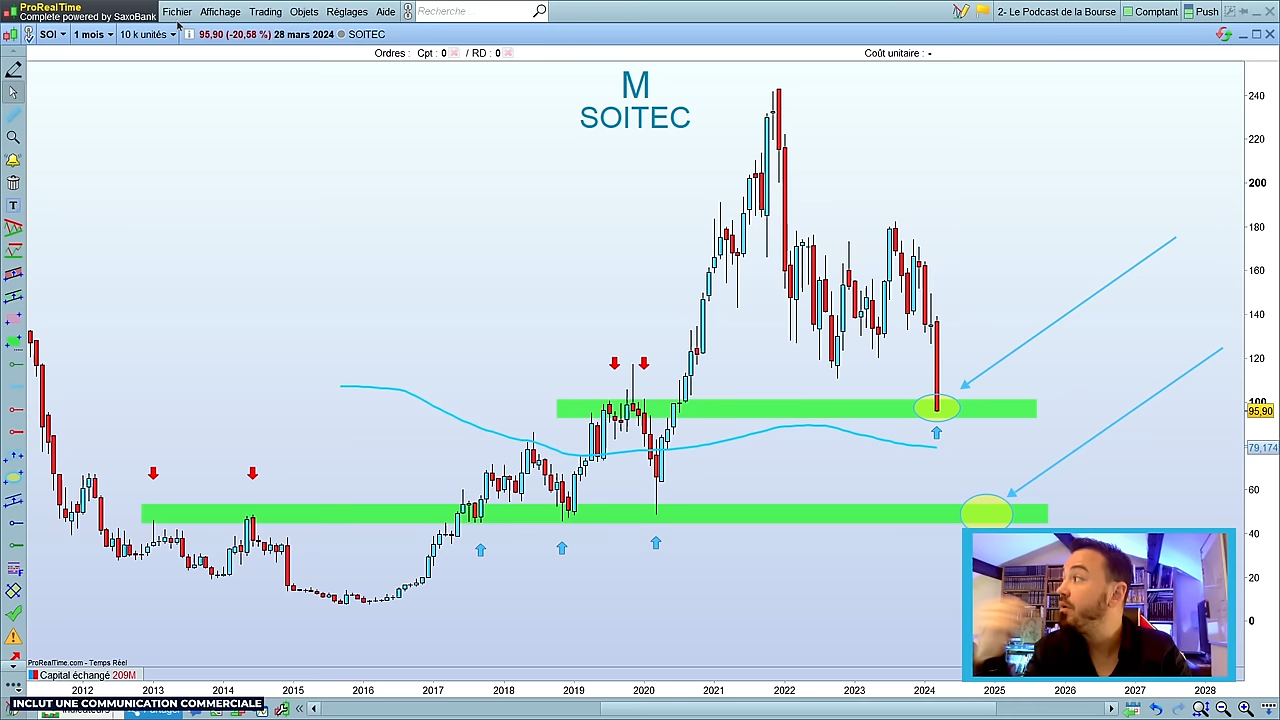 ProRealTime
Complete powered by SaxoBank
Fichier Affichage Trading Objets Réglages Aide Recherche 2- Le Podcast de la Bourse Comptant Push
SOI 1 mois 10 k unités i 95,90 (-20,58 %) 28 mars 2024 SOITEC
Ordres : Cpt : 0 / RD : 0 Coût unitaire : -
M
SOITEC
240
220
200
180
160
140
120
100
95,90
79,174
60
40
20
0
ProRealTime.com - Temps Réel
Capital échangé 209M
2012 2013 2014 2015 2016 2017 2018 2019 2020 2021 2022 2023 2024 2025 2026 2027 2028
INCLUT UNE COMMUNICATION COMMERCIALE